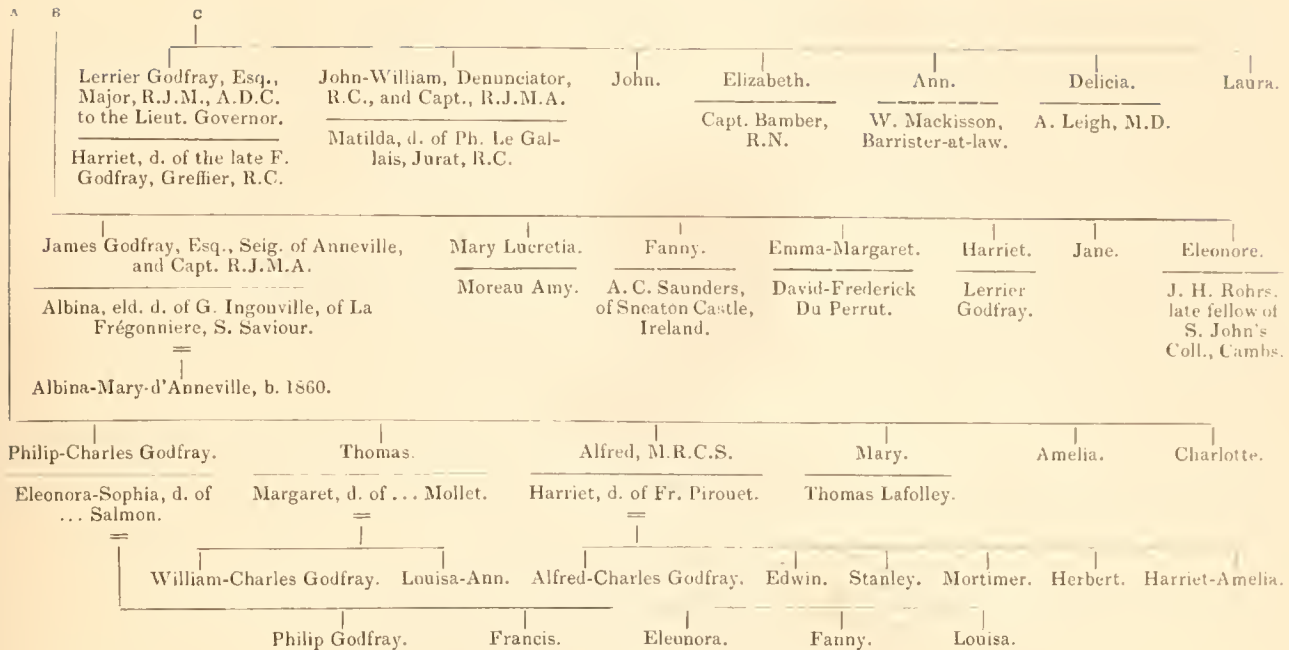 A B C
Lerrier Godfray, Esq.,
Major, R.J.M., A.D.C.
to the Lieut. Governor.
Harriet, d. of the late F.
Godfray, Greffier, R.C.
John-William, Denunciator,
R.C., and Capt., R.J.M.A.
Matilda, d. of Ph. Le Gal-
lais, Jurat, R.C.
John.
Elizabeth.
Capt. Bamber,
R.N.
Ann.
W. Mackisson,
Barrister-at-law.
Delicia.
A. Leigh, M.D.
Laura.
James Godfray, Esq., Seig. of Anneville,
and Capt. R.J.M.A.
Albina, eld. d. of G. Ingouville, of La
Frégonniere, S. Saviour.
=
Albina-Mary-d'Anneville, b. 1860.
Mary Lucretia.
Moreau Amy.
Fanny.
A. C. Saunders,
of Sneaton Castle,
Ireland.
Emma-Margaret.
David-Frederick
Du Perrut.
Harriet.
Lerrier
Godfray.
Jane.
Eleonore.
J. H. Rohrs.
late fellow of
S. John's
Coll., Cambs.
Philip-Charles Godfray.
Eleonora-Sophia, d. of
... Salmon.
=
Thomas.
Margaret, d. of ... Mollet.
=
Alfred, M.R.C.S.
Harriet, d. of Fr. Pirouet.
=
Mary.
Thomas Lafolley.
Amelia.
Charlotte.
William-Charles Godfray. Louisa-Ann. Alfred-Charles Godfray. Edwin. Stanley. Mortimer. Herbert. Harriet-Amelia.
Philip Godfray. Francis. Eleonora. Fanny. Louisa.